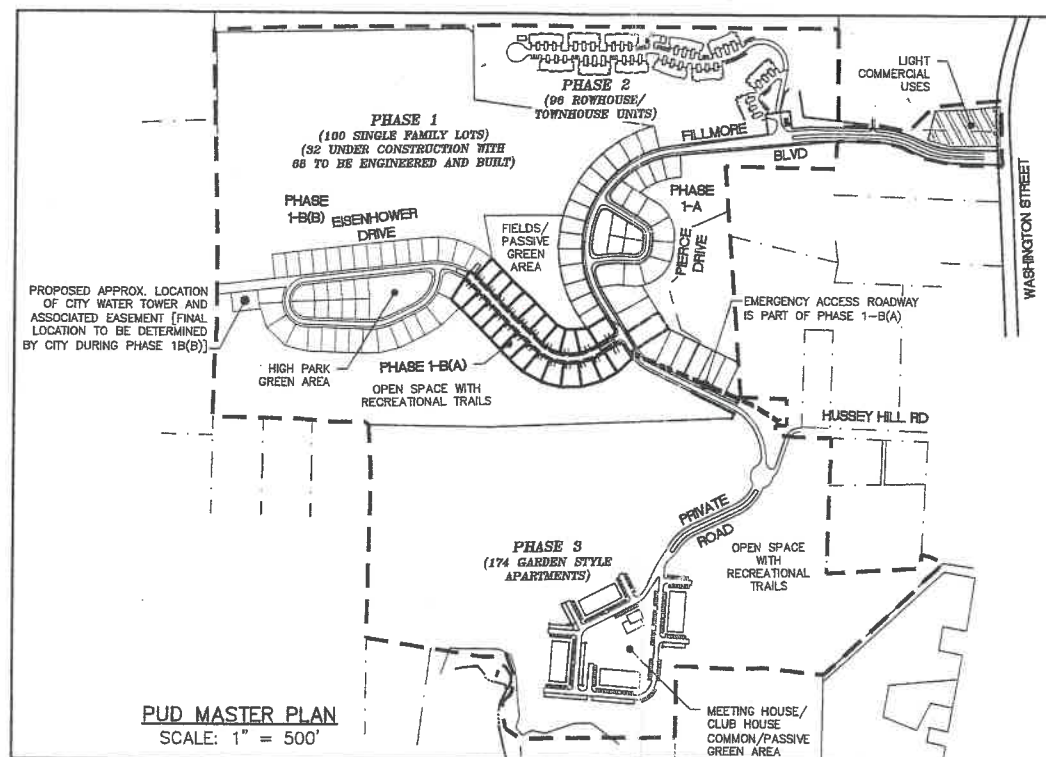 LIGHT
COMMERCIAL
USES
PHASE 2
(96 ROWHOUSE/
TOWNHOUSE UNITS)
PHASE 1
(100 SINGLE FAMILY LOTS)
(32 UNDER CONSTRUCTION WITH
68 TO BE ENGINEERED AND BUILT)
FILLMORE
BLVD
WASHINGTON STREET
PHASE
1-A
PHASE
1-B(B)
EISENHOWER
DRIVE
FIELDS/
PASSIVE
GREEN
AREA
PIERCE
DRIVE
PROPOSED APPROX. LOCATION
OF CITY WATER TOWER AND
ASSOCIATED EASEMENT [FINAL
LOCATION TO BE DETERMINED
BY CITY DURING PHASE 1B(B)]
EMERGENCY ACCESS ROADWAY
IS PART OF PHASE 1-B(A)
HIGH PARK
GREEN AREA
PHASE 1-B(A)
OPEN SPACE WITH
RECREATIONAL TRAILS
HUSSEY HILL RD
PRIVATE
ROAD
PHASE 3
(174 GARDEN STYLE
APARTMENTS)
OPEN SPACE
WITH
RECREATIONAL
TRAILS
MEETING HOUSE/
CLUB HOUSE
COMMON/PASSIVE
GREEN AREA
PUD MASTER PLAN
SCALE: 1" = 500'